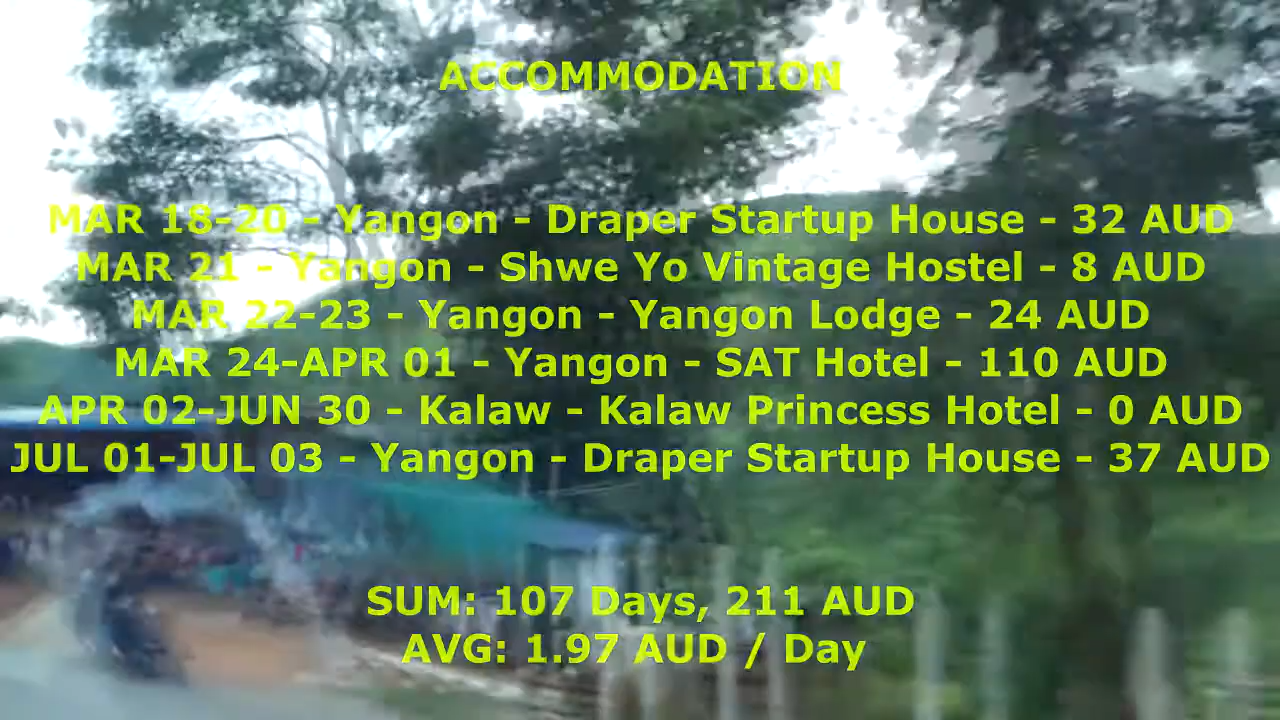 ACCOMMODATION
MAR 18-20 - Yangon - Draper Startup House - 32 AUD
MAR 21 - Yangon - Shwe Yo Vintage Hostel - 8 AUD
MAR 22-23 - Yangon - Yangon Lodge - 24 AUD
MAR 24-APR 01 - Yangon - SAT Hotel - 110 AUD
APR 02-JUN 30 - Kalaw - Kalaw Princess Hotel - 0 AUD
JUL 01-JUL 03 - Yangon - Draper Startup House - 37 AUD
SUM: 107 Days, 211 AUD
AVG: 1.97 AUD / Day